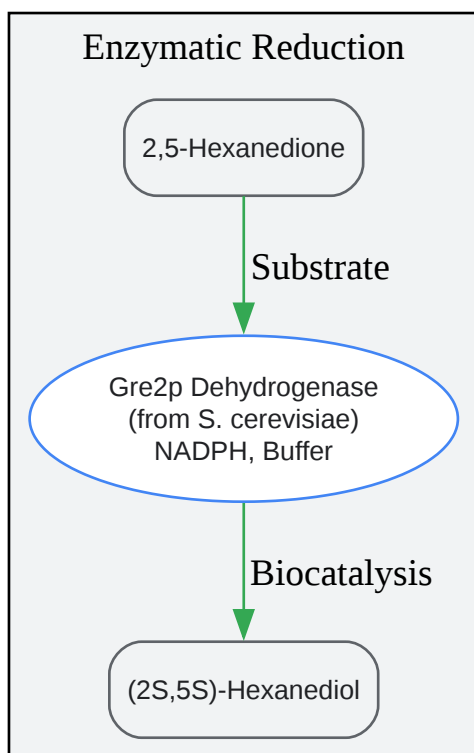 Enzymatic Reduction
2,5-Hexanedione
Substrate
Gre2p Dehydrogenase
(from S. cerevisiae)
NADPH, Buffer
Biocatalysis
(2S,5S)-Hexanediol